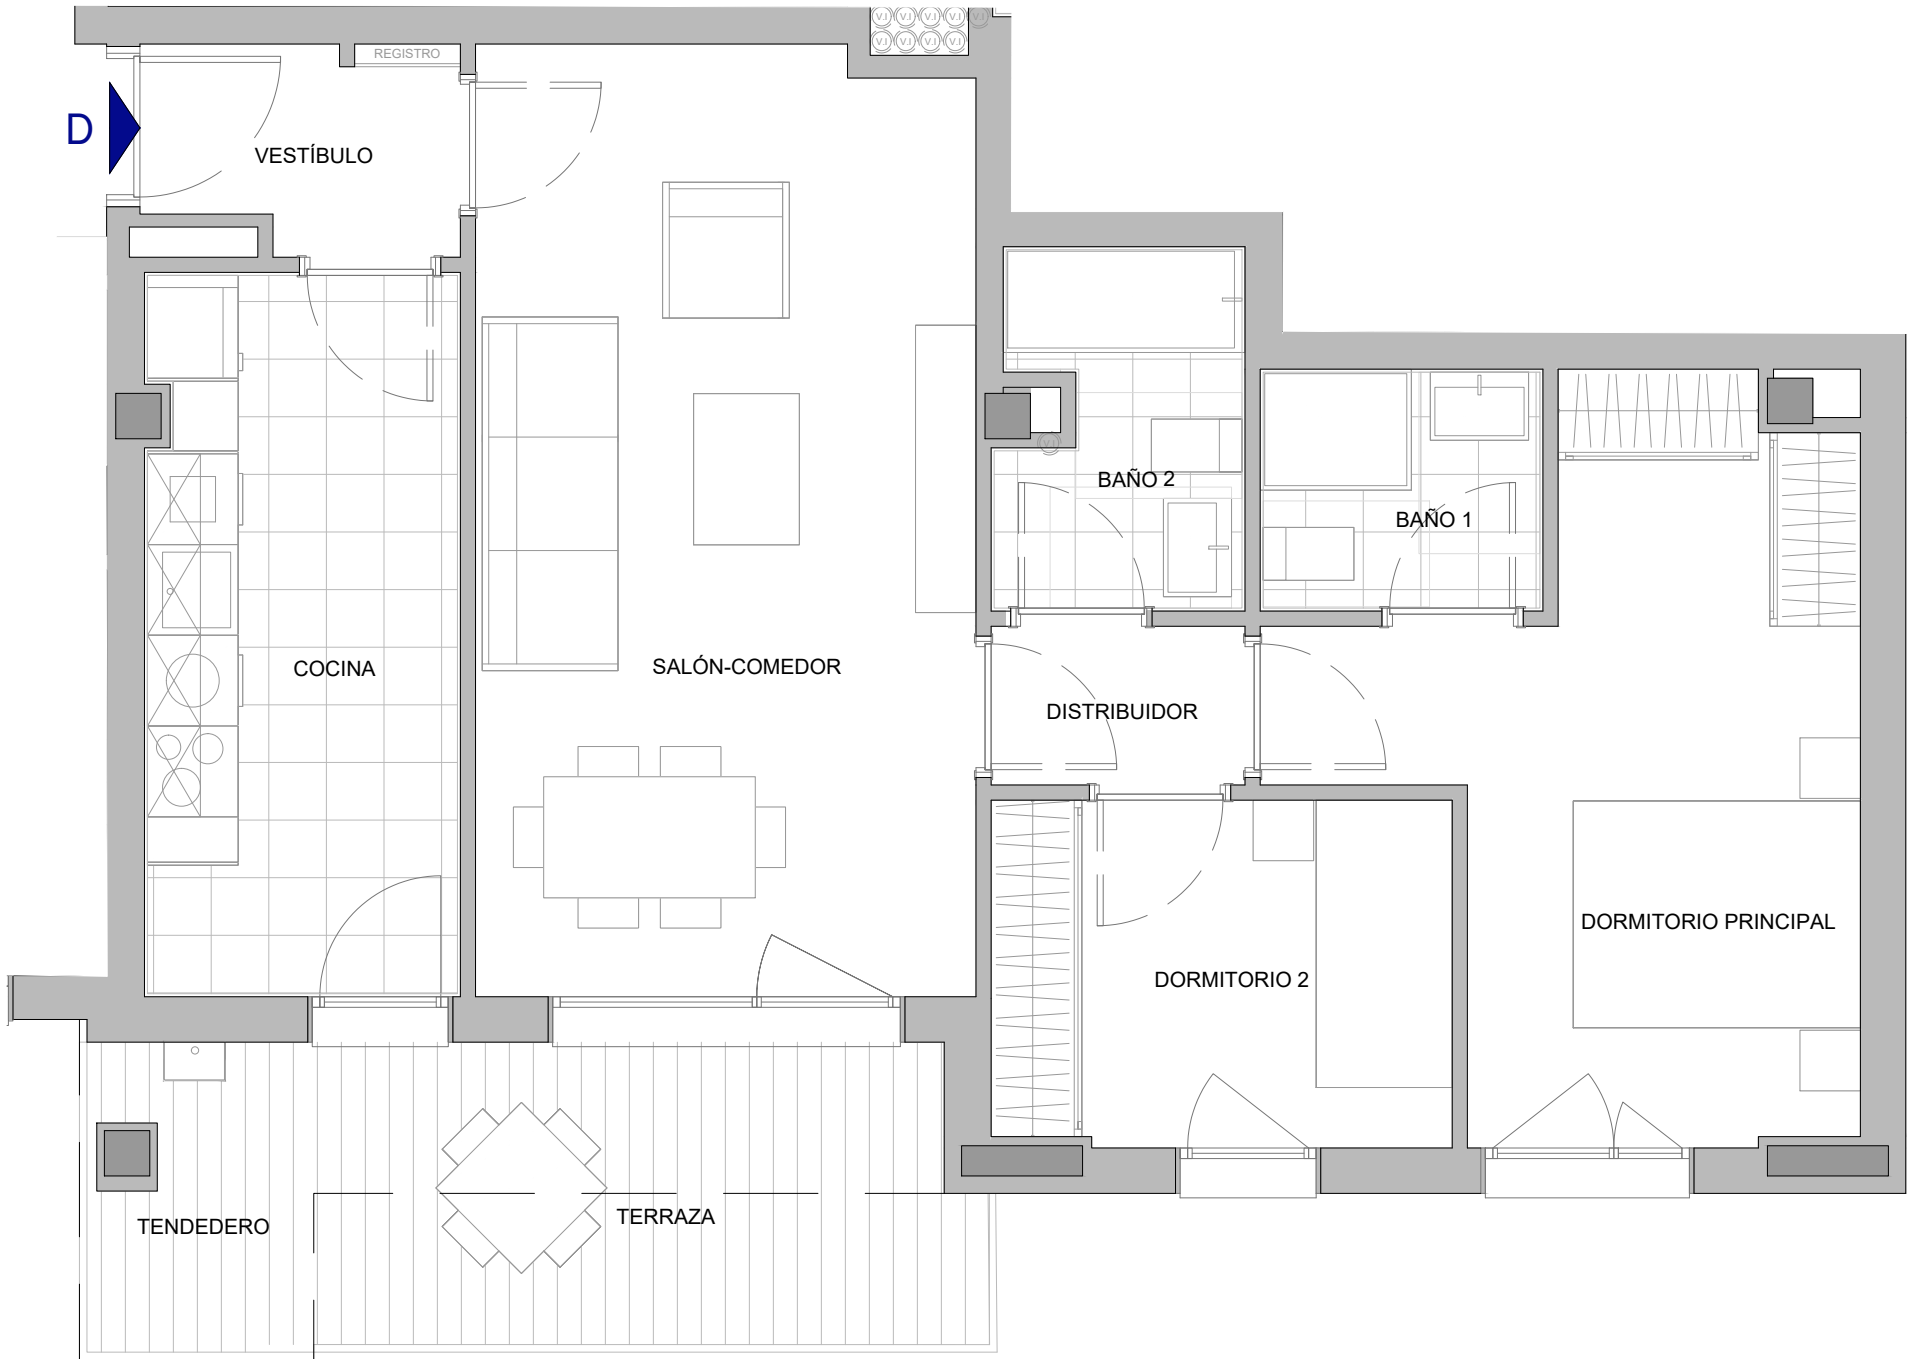 V.I V.I V.I V.I V.I
V.I V.I V.I V.I
REGISTRO
D
VESTÍBULO
V.I
BAÑO 2
BAÑO 1
COCINA
SALÓN-COMEDOR
DISTRIBUIDOR
DORMITORIO PRINCIPAL
DORMITORIO 2
TERRAZA
TENDEDERO